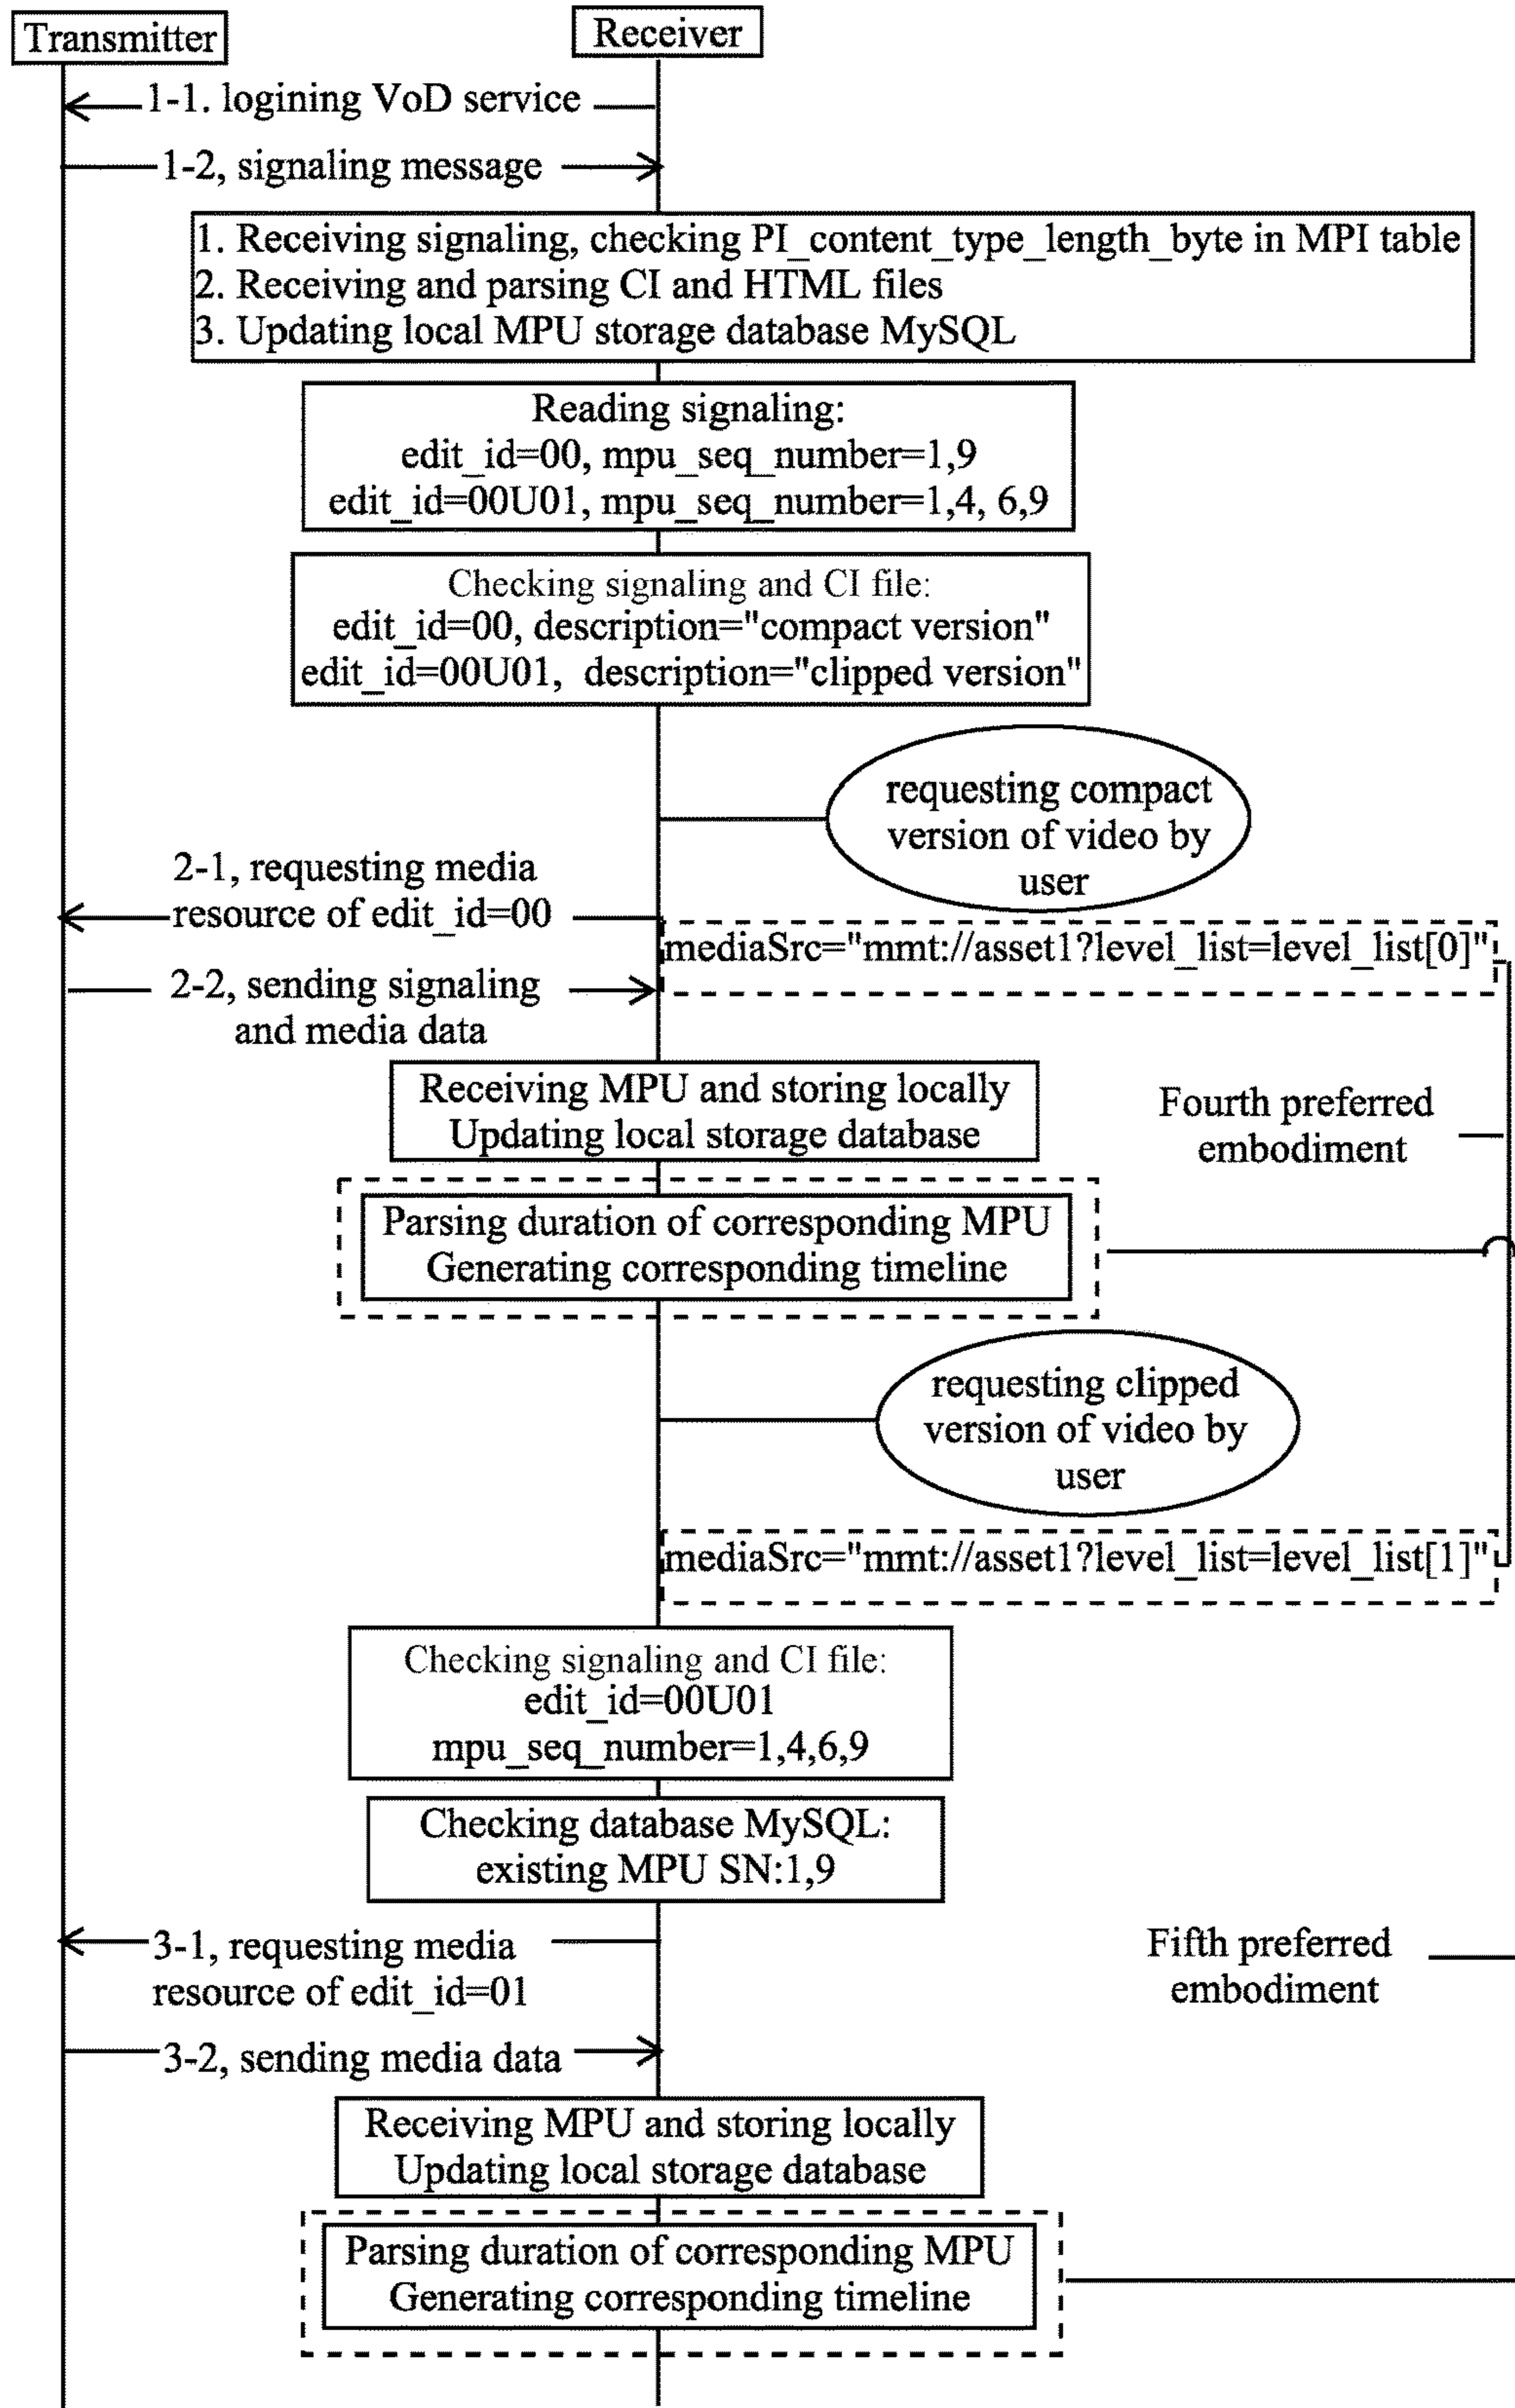 Transmitter
Receiver
1-1. logining VoD service
1-2, signaling message
1. Receiving signaling, checking PI_content_type_length_byte in MPI table
2. Receiving and parsing CI and HTML files
3. Updating local MPU storage database MySQL
Reading signaling:
edit_id=00, mpu_seq_number=1,9
edit_id=00U01, mpu_seq_number=1,4, 6,9
Checking signaling and CI file:
edit_id=00, description="compact version"
edit_id=00U01, description="clipped version"
requesting compact
version of video by
user
2-1, requesting media
resource of edit_id=00
mediaSrc="mmt://asset1?level_list=level_list[0]"
2-2, sending signaling
and media data
Receiving MPU and storing locally
Updating local storage database
Fourth preferred
embodiment
Parsing duration of corresponding MPU
Generating corresponding timeline
requesting clipped
version of video by
user
mediaSrc="mmt://asset1?level_list=level_list[1]"
Checking signaling and CI file:
edit_id=00U01
mpu_seq_number=1,4,6,9
Checking database MySQL:
existing MPU SN:1,9
3-1, requesting media
resource of edit_id=01
Fifth preferred
embodiment
3-2, sending media data
Receiving MPU and storing locally
Updating local storage database
Parsing duration of corresponding MPU
Generating corresponding timeline